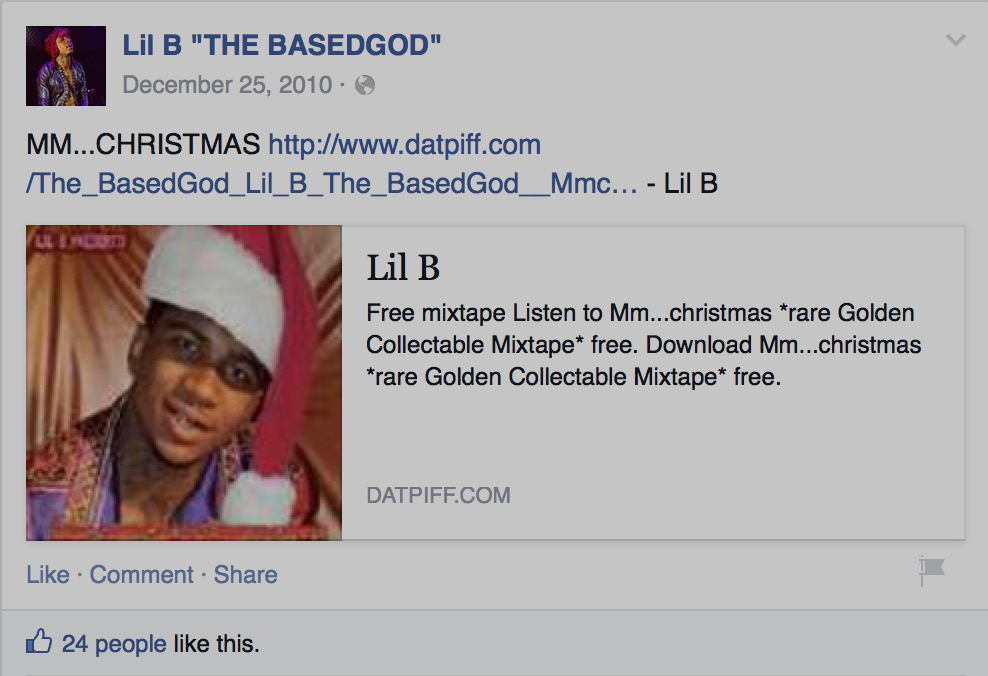 Lil B "THE BASEDGOD"
December 25, 2010 ·
MM...CHRISTMAS http://www.datpiff.com
/The_BasedGod_Lil_B_The_BasedGod__Mmc… - Lil B
Lil B
Free mixtape Listen to Mm...christmas *rare Golden
Collectable Mixtape* free. Download Mm...christmas
*rare Golden Collectable Mixtape* free.
DATPIFF.COM
Like · Comment · Share
24 people like this.